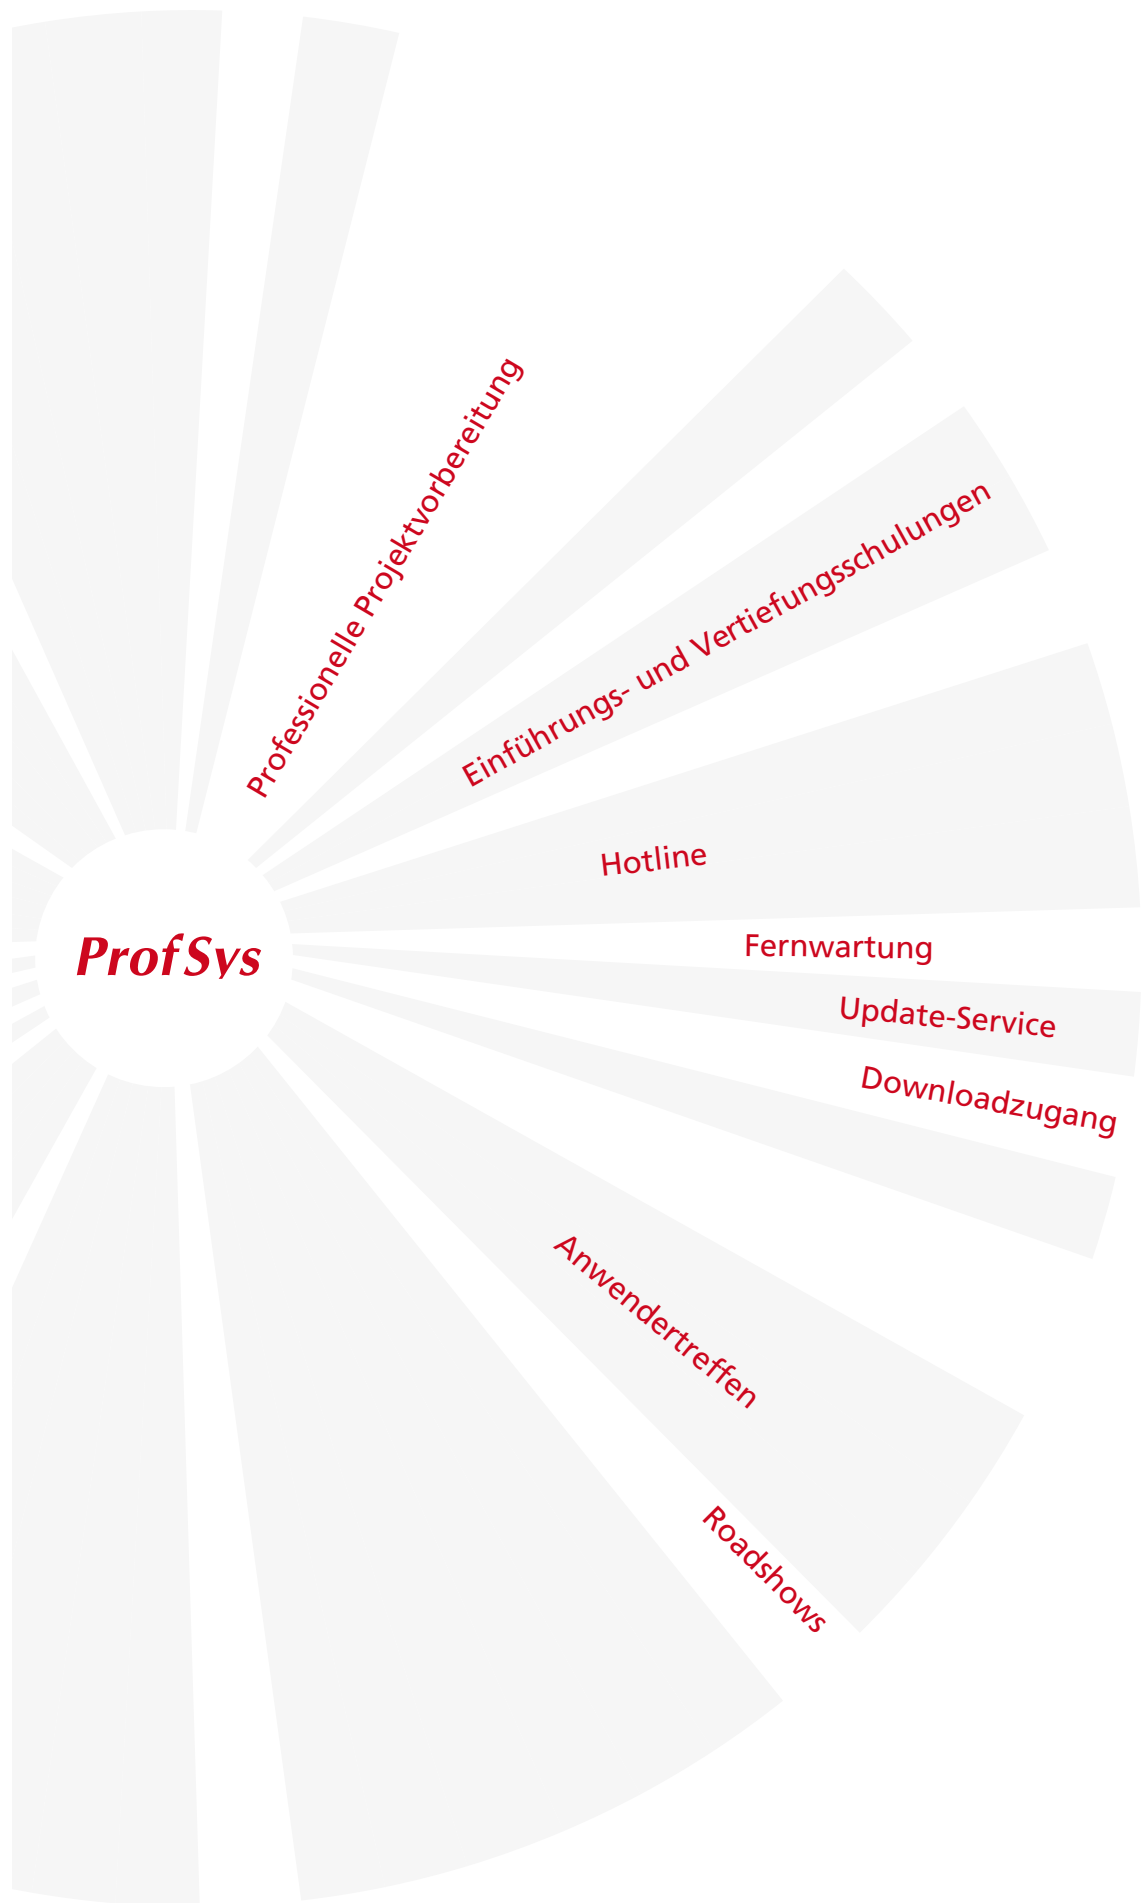 Professionelle Projektvorbereitung
Einführungs- und Vertiefungsschulungen
Hotline
ProfSys
Fernwartung
Update-Service
Downloadzugang
Anwendertreffen
Roadshows